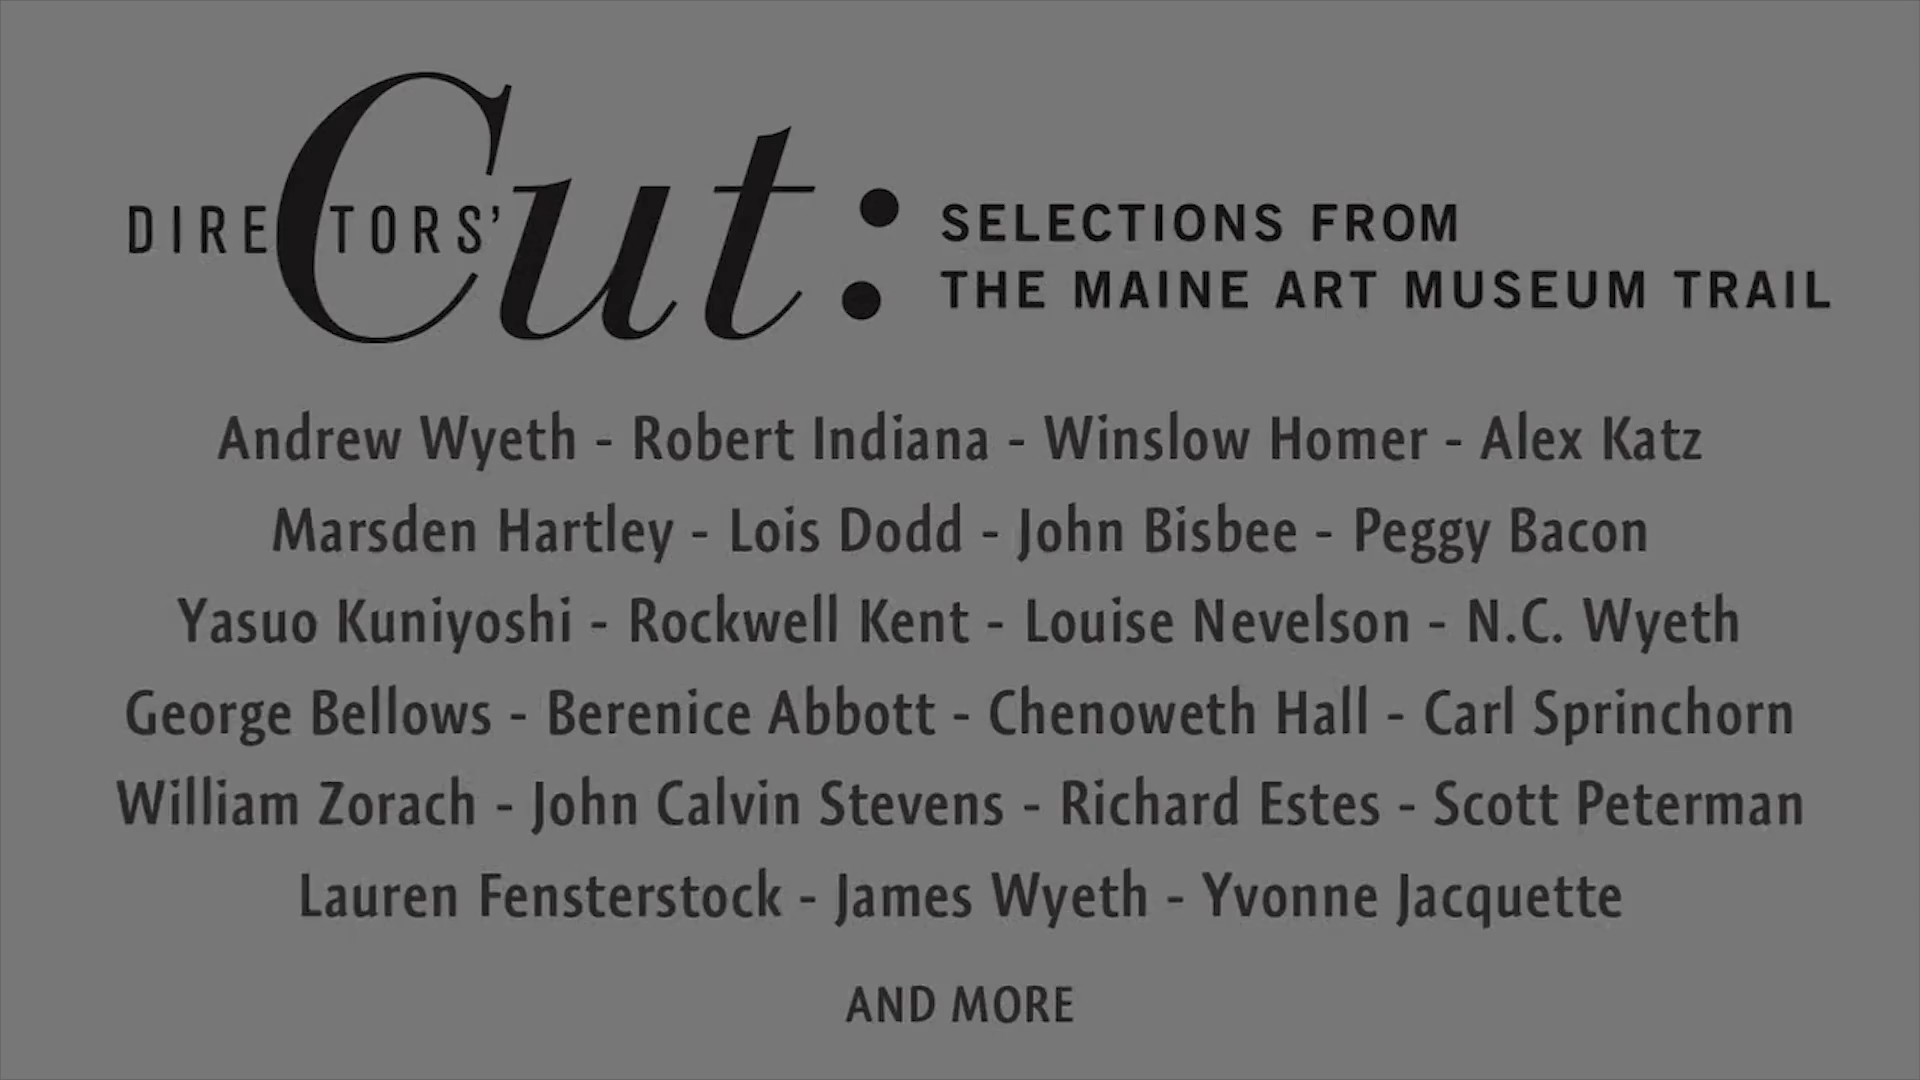 DIRECTORS' Cut: SELECTIONS FROM
THE MAINE ART MUSEUM TRAIL
Andrew Wyeth - Robert Indiana - Winslow Homer - Alex Katz
Marsden Hartley - Lois Dodd - John Bisbee - Peggy Bacon
Yasuo Kuniyoshi - Rockwell Kent - Louise Nevelson - N.C. Wyeth
George Bellows - Berenice Abbott - Chenoweth Hall - Carl Sprinchorn
William Zorach - John Calvin Stevens - Richard Estes - Scott Peterman
Lauren Fensterstock - James Wyeth - Yvonne Jacquette
AND MORE